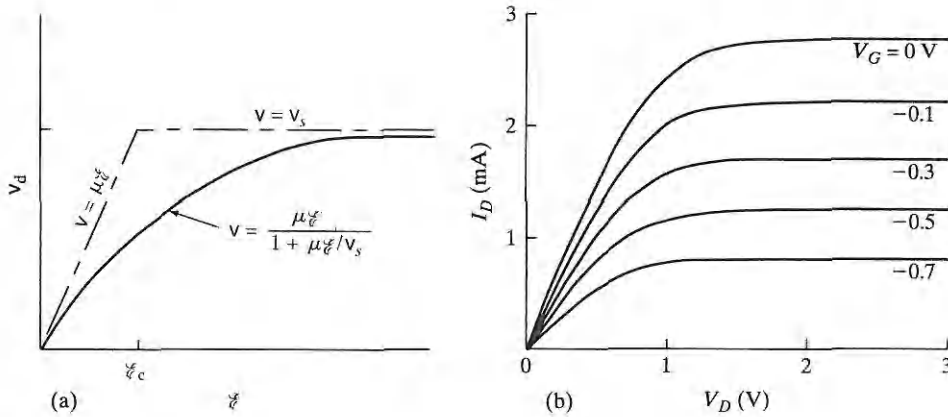 v = v_s
v = μℰ
v_d
v = μℰ / 1 + μℰ/v_s
ℰ_c
(a)
ℰ
3
2
1
I_D (mA)
V_G = 0 V
−0.1
−0.3
−0.5
−0.7
0
1
2
3
(b)
V_D (V)